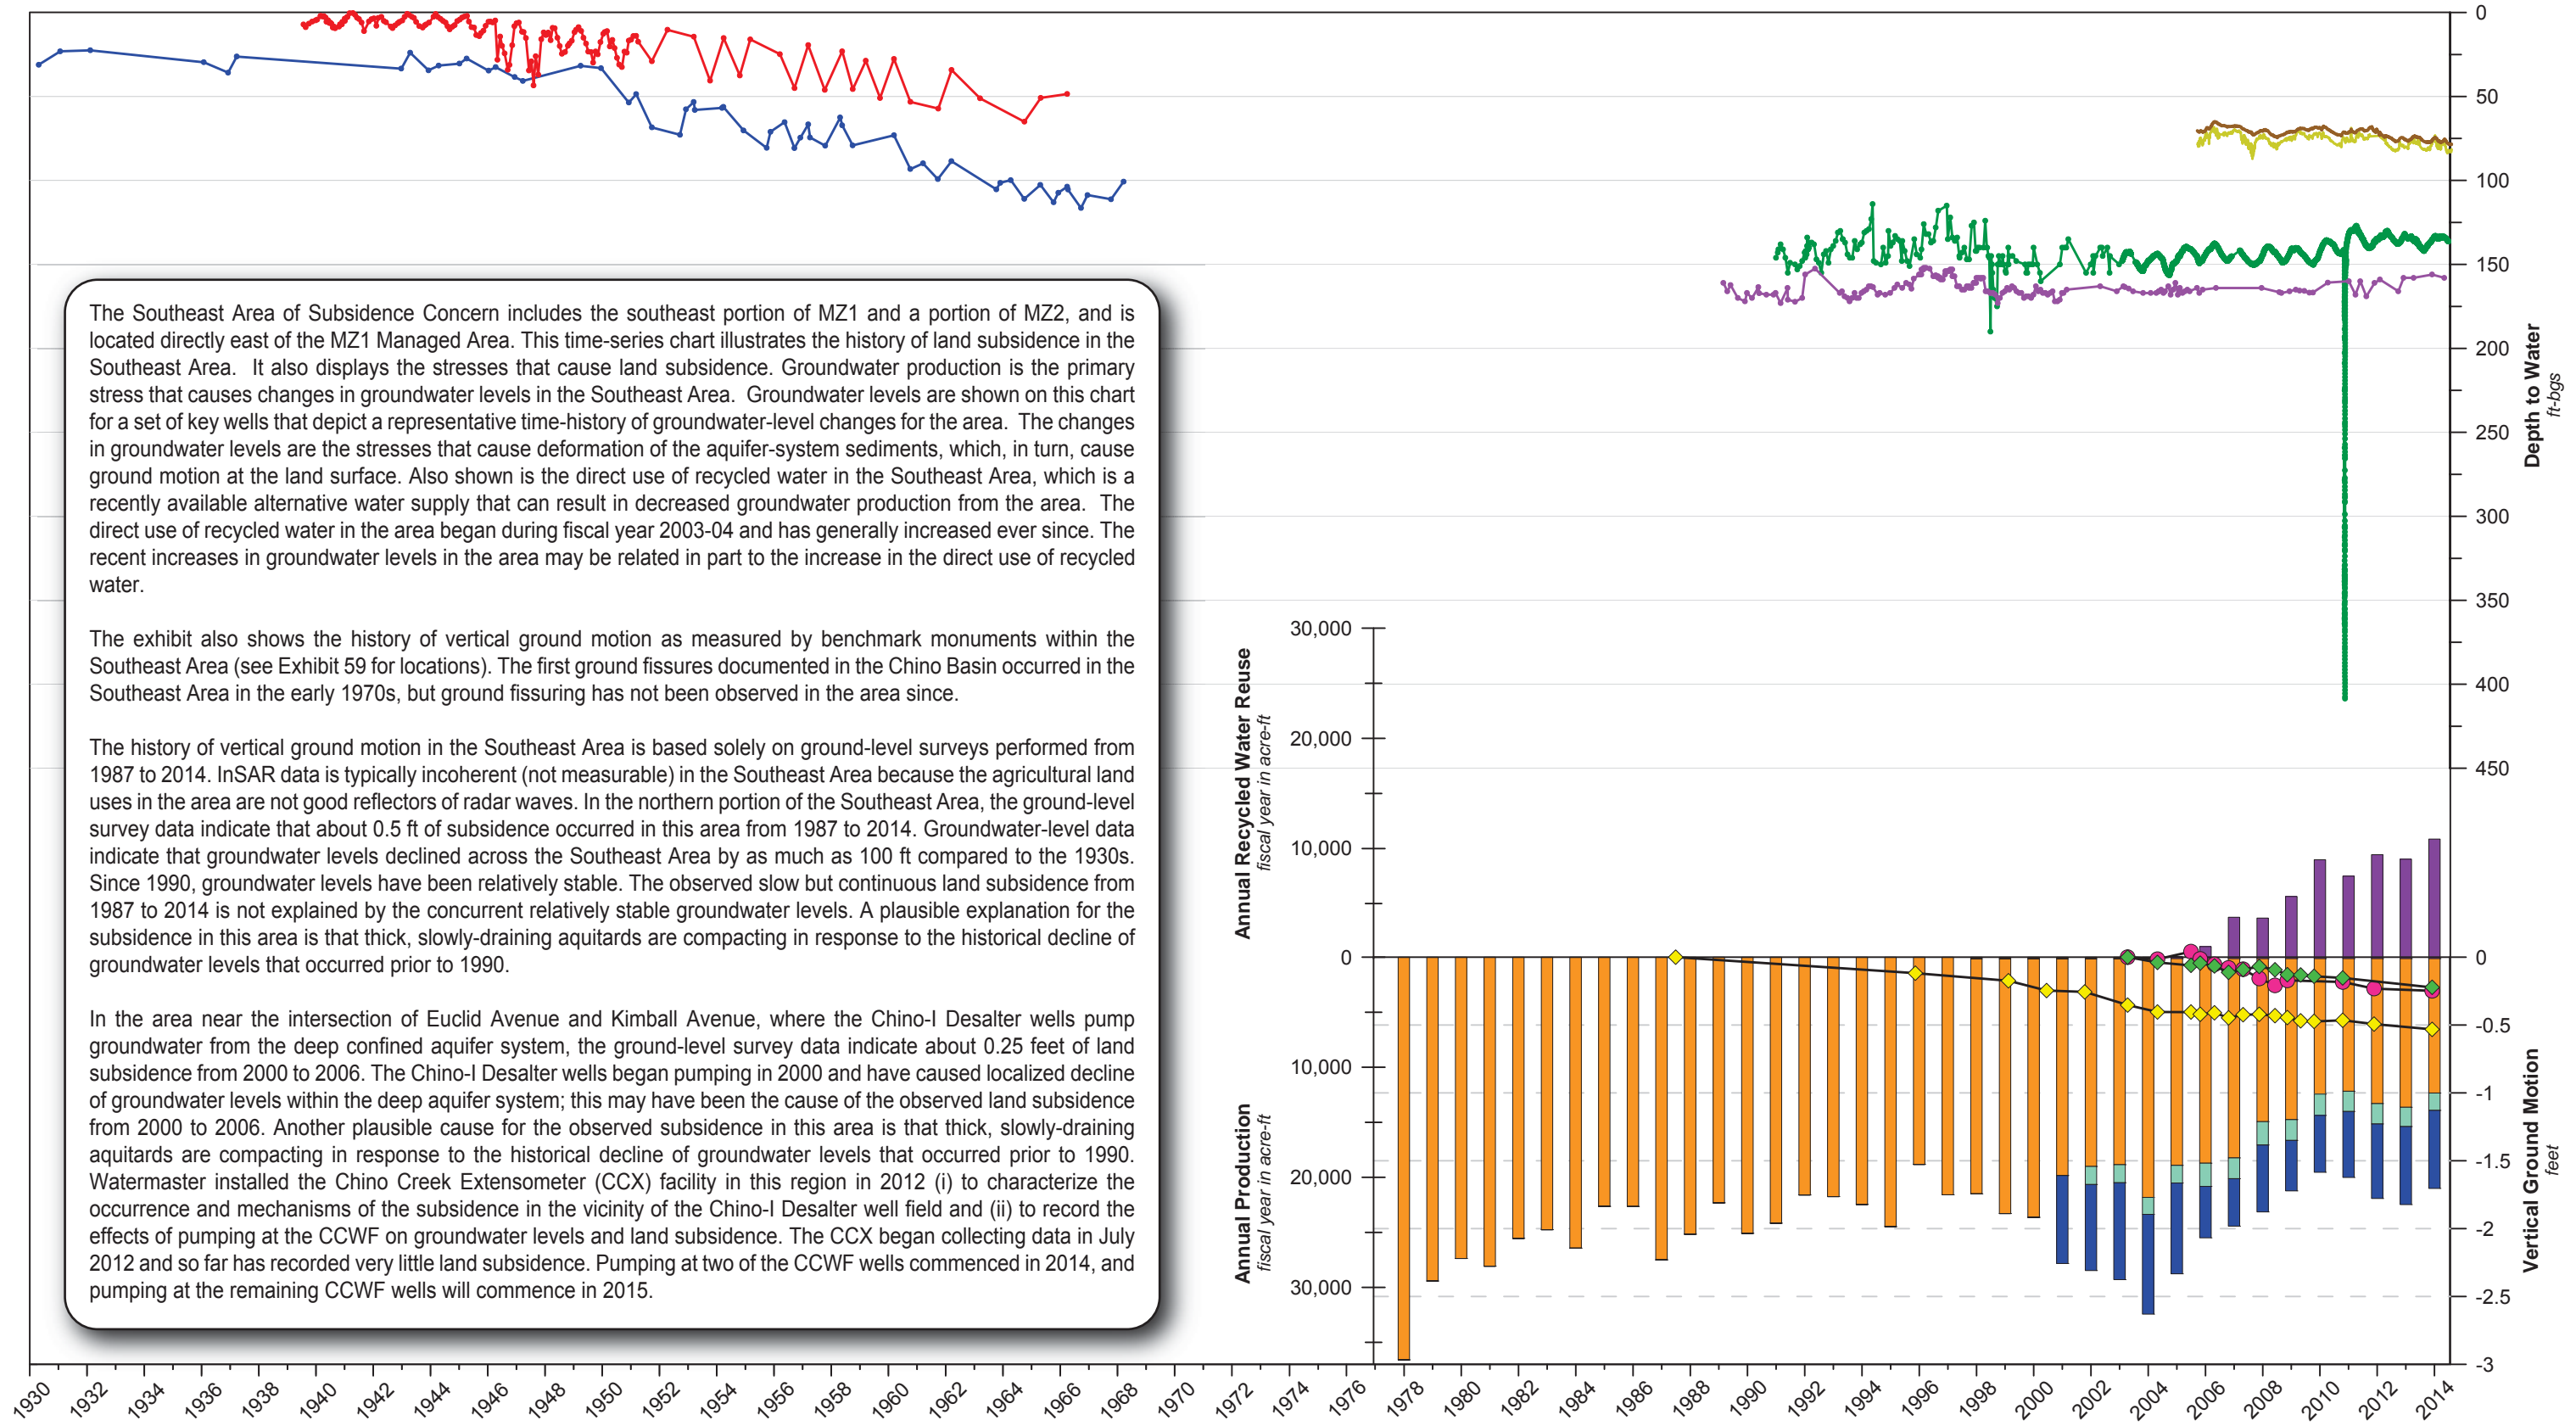 The Southeast Area of Subsidence Concern includes the southeast portion of MZ1 and a portion of MZ2, and is
located directly east of the MZ1 Managed Area. This time-series chart illustrates the history of land subsidence in the
Southeast Area. It also displays the stresses that cause land subsidence. Groundwater production is the primary
stress that causes changes in groundwater levels in the Southeast Area. Groundwater levels are shown on this chart
for a set of key wells that depict a representative time-history of groundwater-level changes for the area. The changes
in groundwater levels are the stresses that cause deformation of the aquifer-system sediments, which, in turn, cause
ground motion at the land surface. Also shown is the direct use of recycled water in the Southeast Area, which is a
recently available alternative water supply that can result in decreased groundwater production from the area. The
direct use of recycled water in the area began during fiscal year 2003-04 and has generally increased ever since. The
recent increases in groundwater levels in the area may be related in part to the increase in the direct use of recycled
water.
The exhibit also shows the history of vertical ground motion as measured by benchmark monuments within the
Southeast Area (see Exhibit 59 for locations). The first ground fissures documented in the Chino Basin occurred in the
Southeast Area in the early 1970s, but ground fissuring has not been observed in the area since.
The history of vertical ground motion in the Southeast Area is based solely on ground-level surveys performed from
1987 to 2014. InSAR data is typically incoherent (not measurable) in the Southeast Area because the agricultural land
uses in the area are not good reflectors of radar waves. In the northern portion of the Southeast Area, the ground-level
survey data indicate that about 0.5 ft of subsidence occurred in this area from 1987 to 2014. Groundwater-level data
indicate that groundwater levels declined across the Southeast Area by as much as 100 ft compared to the 1930s.
Since 1990, groundwater levels have been relatively stable. The observed slow but continuous land subsidence from
1987 to 2014 is not explained by the concurrent relatively stable groundwater levels. A plausible explanation for the
subsidence in this area is that thick, slowly-draining aquitards are compacting in response to the historical decline of
groundwater levels that occurred prior to 1990.
In the area near the intersection of Euclid Avenue and Kimball Avenue, where the Chino-I Desalter wells pump
groundwater from the deep confined aquifer system, the ground-level survey data indicate about 0.25 feet of land
subsidence from 2000 to 2006. The Chino-I Desalter wells began pumping in 2000 and have caused localized decline
of groundwater levels within the deep aquifer system; this may have been the cause of the observed land subsidence
from 2000 to 2006. Another plausible cause for the observed subsidence in this area is that thick, slowly-draining
aquitards are compacting in response to the historical decline of groundwater levels that occurred prior to 1990.
Watermaster installed the Chino Creek Extensometer (CCX) facility in this region in 2012 (i) to characterize the
occurrence and mechanisms of the subsidence in the vicinity of the Chino-I Desalter well field and (ii) to record the
effects of pumping at the CCWF on groundwater levels and land subsidence. The CCX began collecting data in July
2012 and so far has recorded very little land subsidence. Pumping at two of the CCWF wells commenced in 2014, and
pumping at the remaining CCWF wells will commence in 2015.
Annual Recycled Water Reuse
fiscal year in acre-ft
30,000
20,000
10,000
0
10,000
20,000
30,000
Annual Production
fiscal year in acre-ft
0
50
100
150
200
250
300
350
400
450
Depth to Water
ft-bgs
0
-0.5
-1
-1.5
-2
-2.5
-3
Vertical Ground Motion
feet
1930 1932 1934 1936 1938 1940 1942 1944 1946 1948 1950 1952 1954 1956 1958 1960 1962 1964 1966 1968 1970 1972 1974 1976 1978 1980 1982 1984 1986 1988 1990 1992 1994 1996 1998 2000 2002 2004 2006 2008 2010 2012 2014